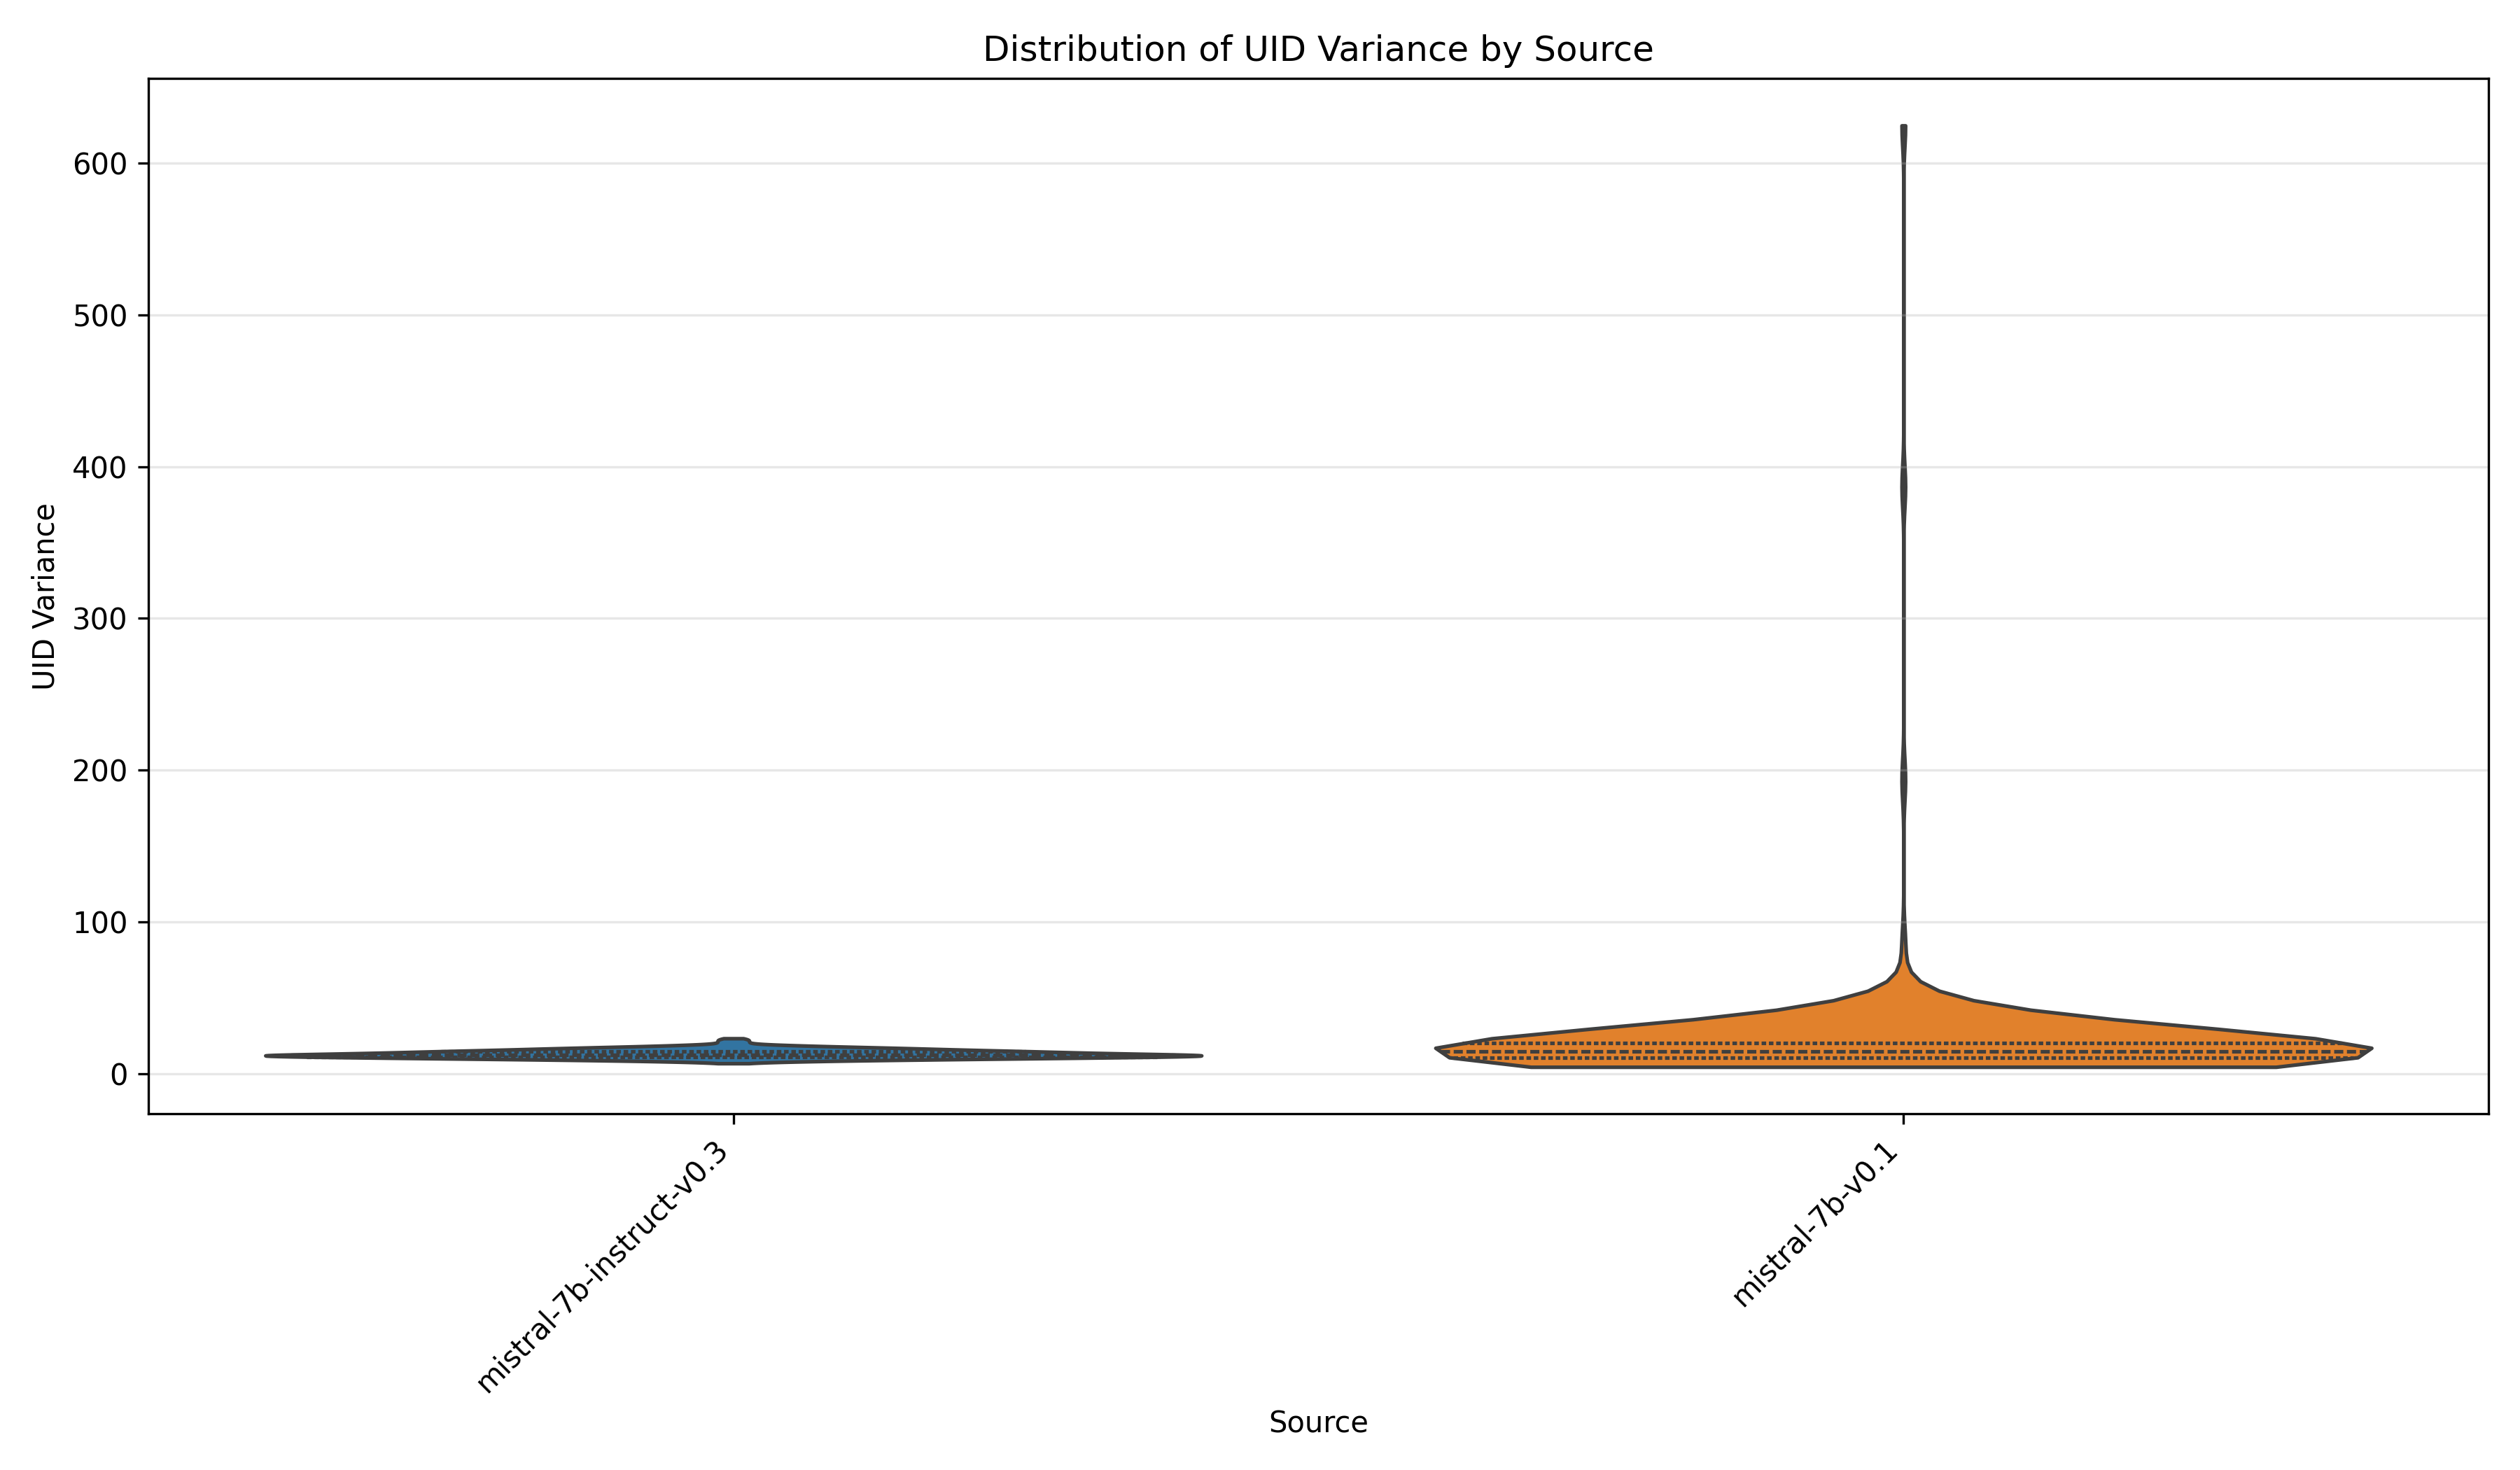 Distribution of UID Variance by Source
UID Variance
600
500
400
300
200
100
0
mistral-7b-instruct-v0.3
mistral-7b-v0.1
Source